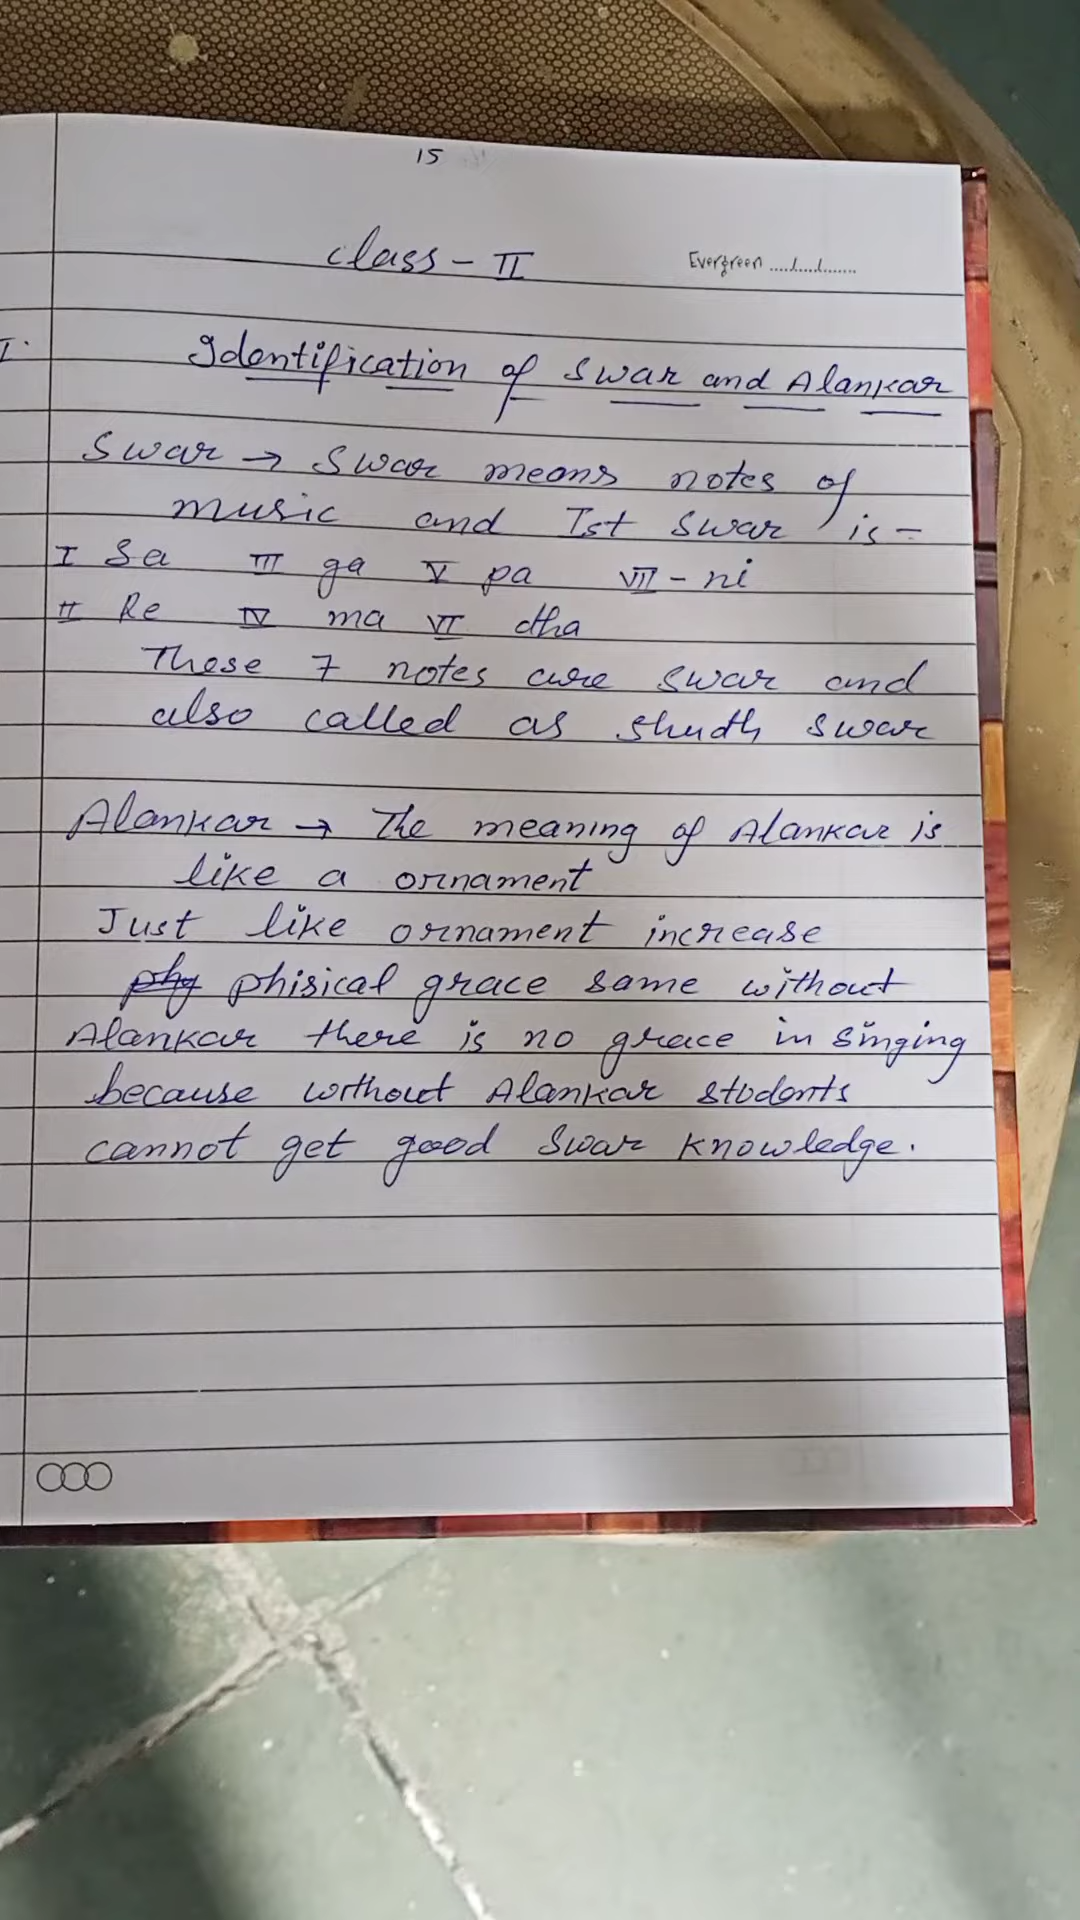 15
Class - II
Evergreen ...../...../........
I. Identification of Swar and Alankar
Swar → Swar means notes of
music and Ist swar is -
I Sa III ga V pa VII - ni
II Re IV ma VI dha
These 7 notes are swar and
also called as shudh swar
Alankar → The meaning of Alankar is
like a ornament
Just like ornament increase
phy phisical grace same without
Alankar there is no grace in singing
because without Alankar students
cannot get good swar knowledge.